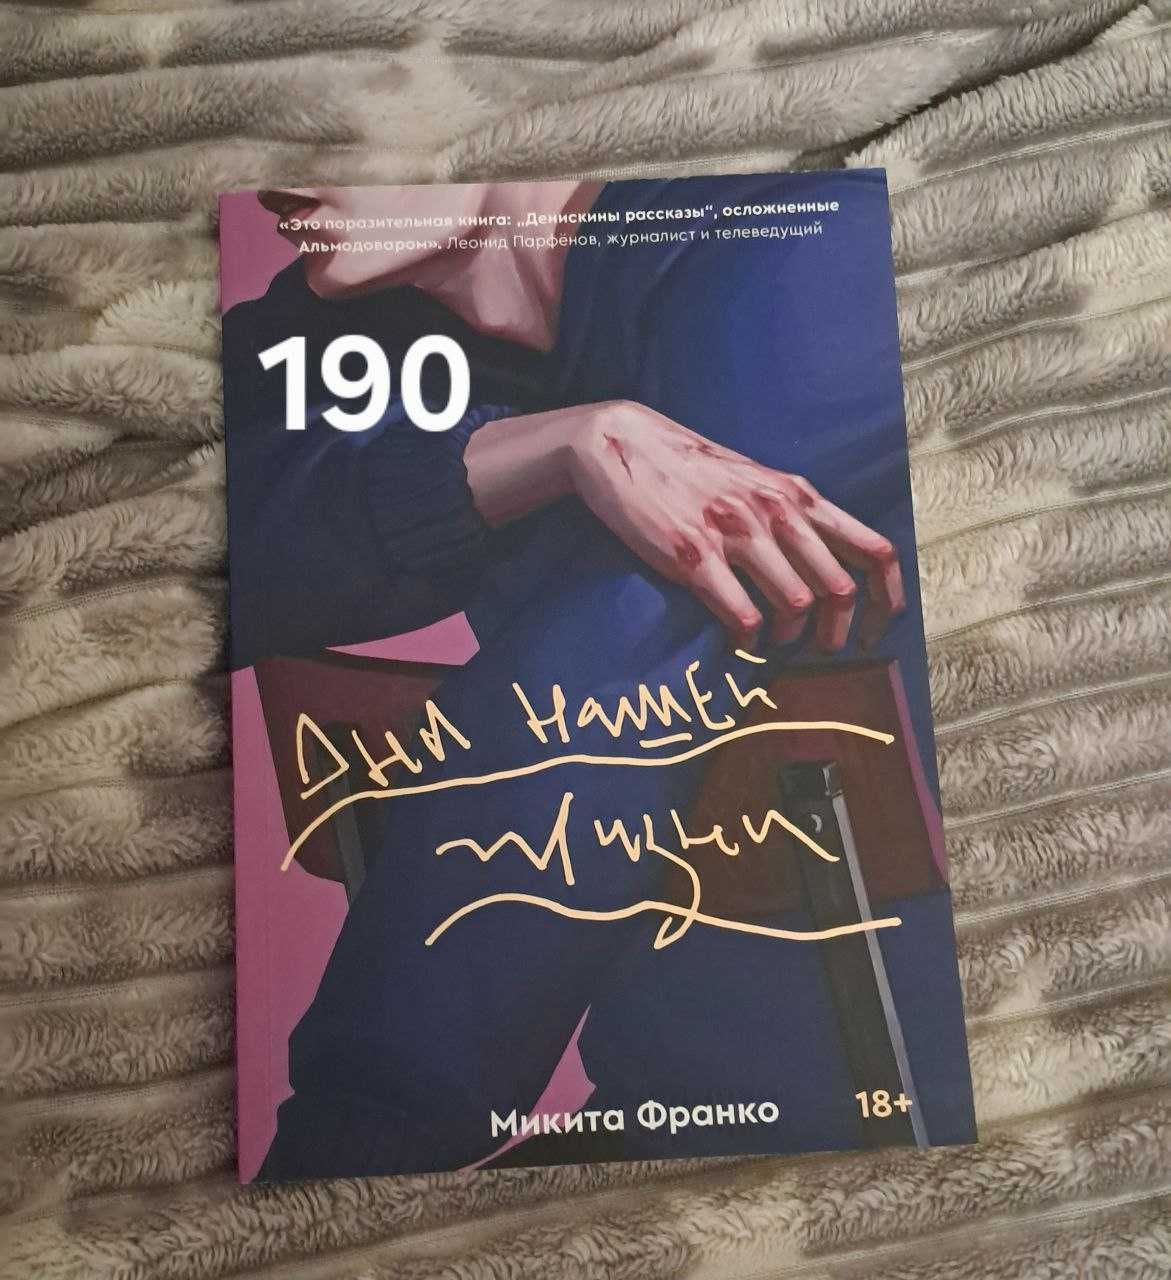 «Это поразительная книга: „Денискины рассказы“, осложненные
Альмодоваром». Леонид Парфёнов, журналист и телеведущий
190
Дни нашей
жизни
Микита Франко
18+